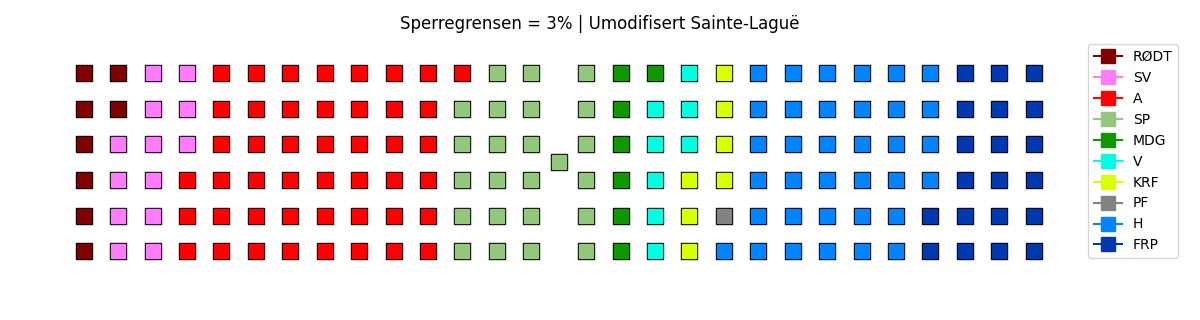 Sperregrensen = 3% | Umodifisert Sainte-Laguë
RØDT
SV
A
SP
MDG
V
KRF
PF
H
FRP